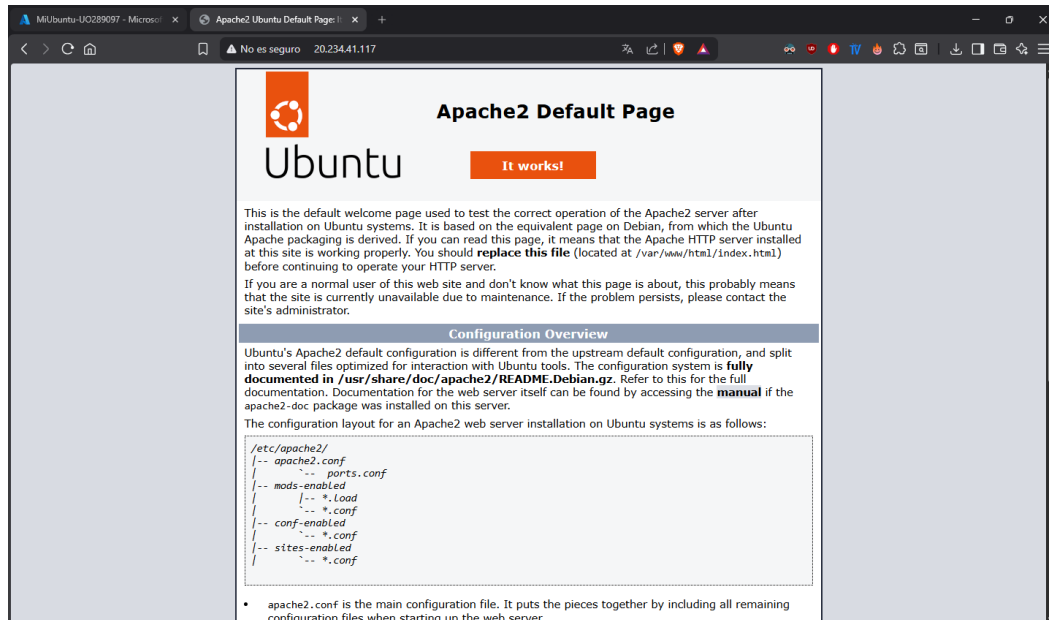 MiUbuntu-UO289097 - Microsof
Apache2 Ubuntu Default Page: It
No es seguro 20.234.41.117
Ubuntu
Apache2 Default Page
It works!
This is the default welcome page used to test the correct operation of the Apache2 server after
installation on Ubuntu systems. It is based on the equivalent page on Debian, from which the Ubuntu
Apache packaging is derived. If you can read this page, it means that the Apache HTTP server installed
at this site is working properly. You should replace this file (located at /var/www/html/index.html)
before continuing to operate your HTTP server.
If you are a normal user of this web site and don't know what this page is about, this probably means
that the site is currently unavailable due to maintenance. If the problem persists, please contact the
site's administrator.
Configuration Overview
Ubuntu's Apache2 default configuration is different from the upstream default configuration, and split
into several files optimized for interaction with Ubuntu tools. The configuration system is fully
documented in /usr/share/doc/apache2/README.Debian.gz. Refer to this for the full
documentation. Documentation for the web server itself can be found by accessing the manual if the
apache2-doc package was installed on this server.
The configuration layout for an Apache2 web server installation on Ubuntu systems is as follows:
/etc/apache2/
|-- apache2.conf
|       `--  ports.conf
|-- mods-enabled
|       |-- *.load
|       `-- *.conf
|-- conf-enabled
|       `-- *.conf
|-- sites-enabled
|       `-- *.conf
• apache2.conf is the main configuration file. It puts the pieces together by including all remaining
configuration files when starting up the web server.